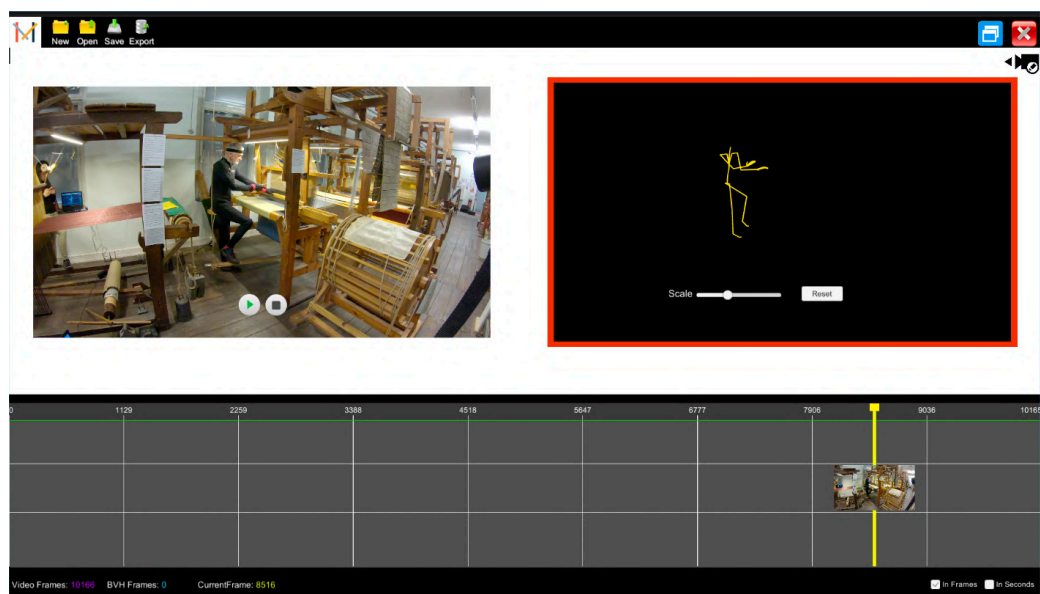 New Open Save Export
Scale
Reset
0 1129 2259 3388 4518 5647 6777 7906 9036 10165
Video Frames: 10166 BVH Frames: 0 CurrentFrame: 8516
In Frames In Seconds